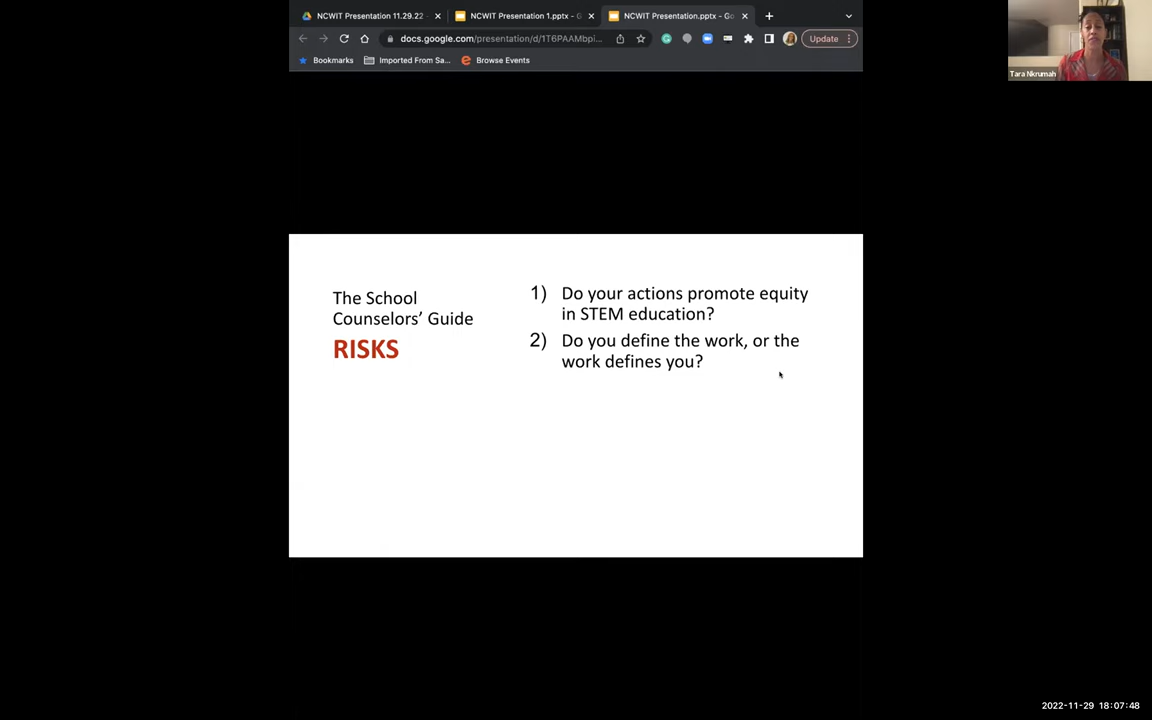 NCWIT Presentation 11.29.22 -
NCWIT Presentation 1.pptx - G
NCWIT Presentation.pptx - Go
docs.google.com/presentation/d/1T6PAAMbpi...
Update
Bookmarks
Imported From Sa...
Browse Events
Tara Nkrumah
The School
Counselors' Guide
RISKS
1) Do your actions promote equity
in STEM education?
2) Do you define the work, or the
work defines you?
2022-11-29 18:07:48